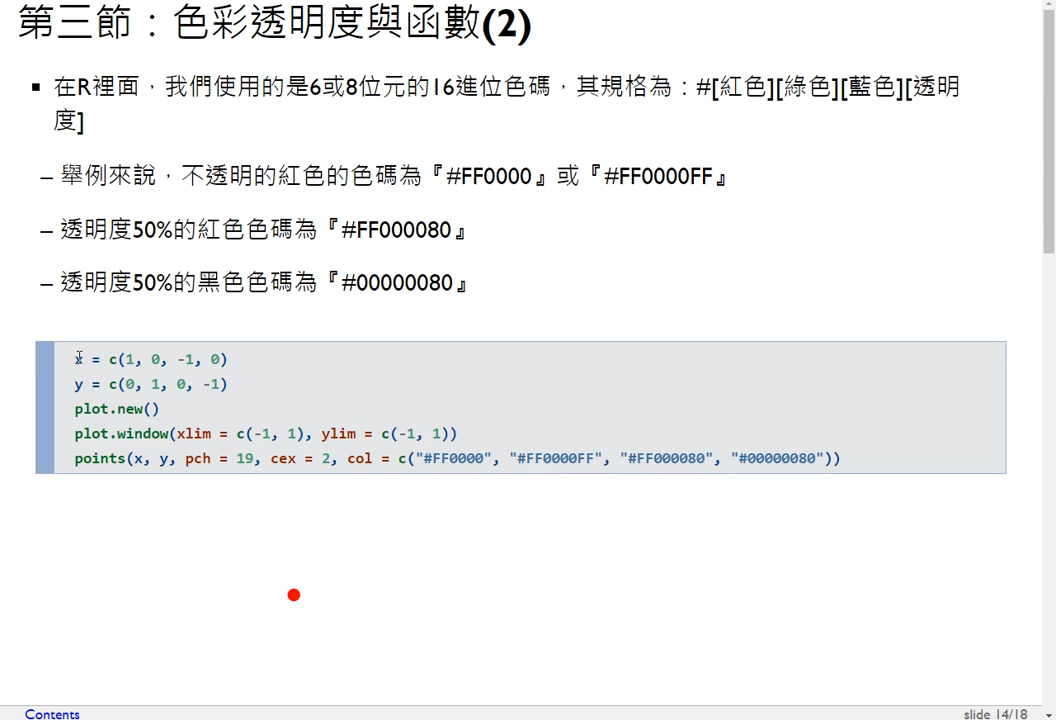 第三節：色彩透明度與函數(2)
在R裡面，我們使用的是6或8位元的16進位色碼，其規格為：#[紅色][綠色][藍色][透明
度]
– 舉例來說，不透明的紅色的色碼為『#FF0000』或『#FF0000FF』
– 透明度50%的紅色色碼為『#FF000080』
– 透明度50%的黑色色碼為『#00000080』
x = c(1, 0, -1, 0)
y = c(0, 1, 0, -1)
plot.new()
plot.window(xlim = c(-1, 1), ylim = c(-1, 1))
points(x, y, pch = 19, cex = 2, col = c("#FF0000", "#FF0000FF", "#FF000080", "#00000080"))
Contents
slide 14/18